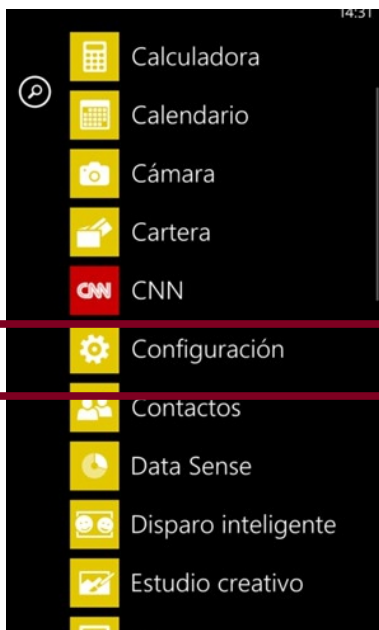 14:31
Calculadora
Calendario
Cámara
Cartera
CNN CNN
Configuración
Contactos
Data Sense
Disparo inteligente
Estudio creativo